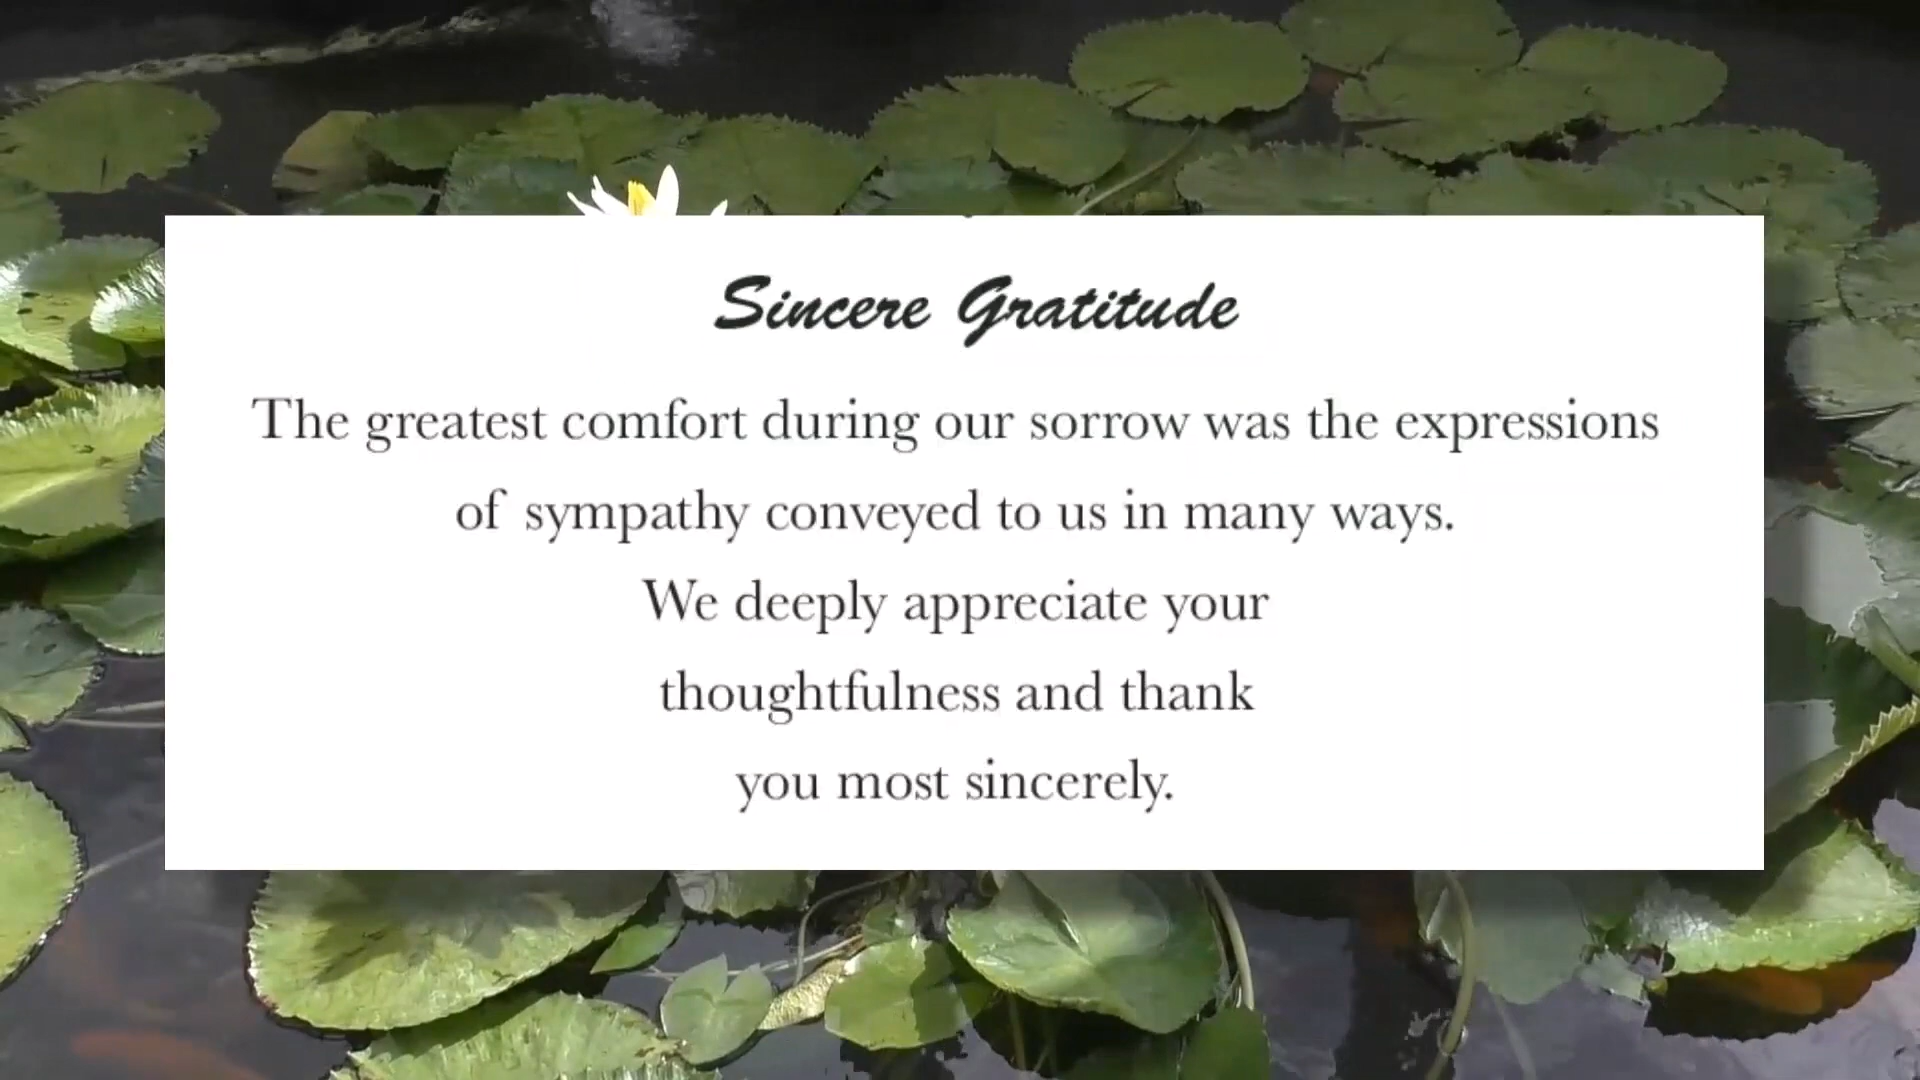 Sincere Gratitude
The greatest comfort during our sorrow was the expressions
of sympathy conveyed to us in many ways.
We deeply appreciate your
thoughtfulness and thank
you most sincerely.